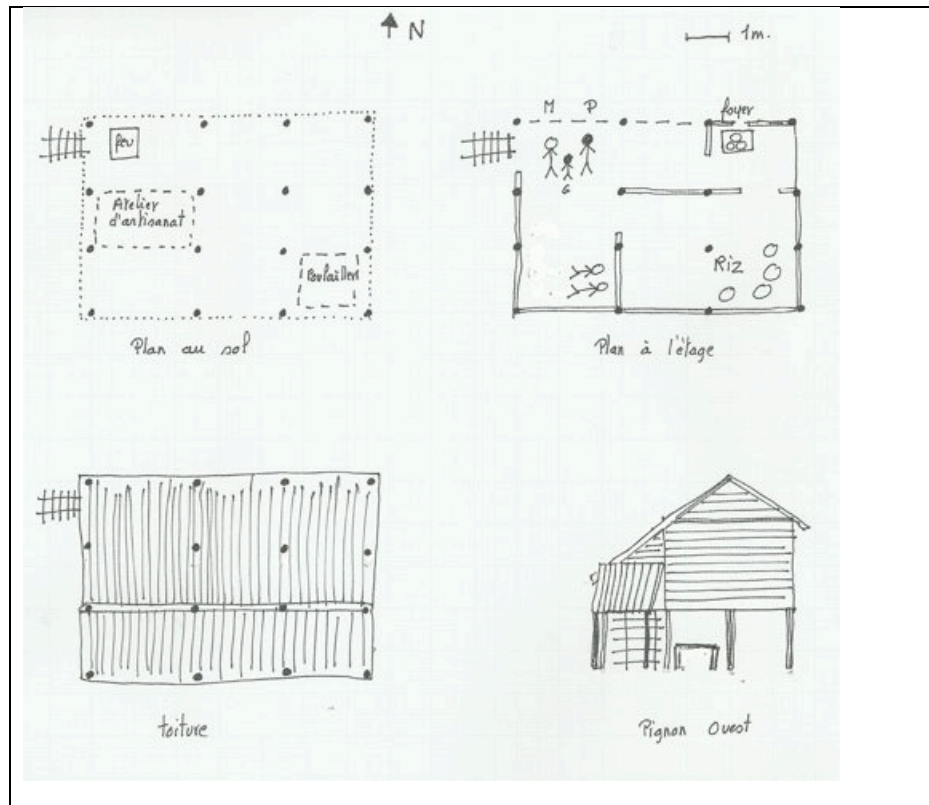 N
1m.
feu
Atelier
d'artisanat
Poulailler
Plan au sol
M P
foyer
G
Riz
Plan à l'étage
toiture
Pignon Ouest